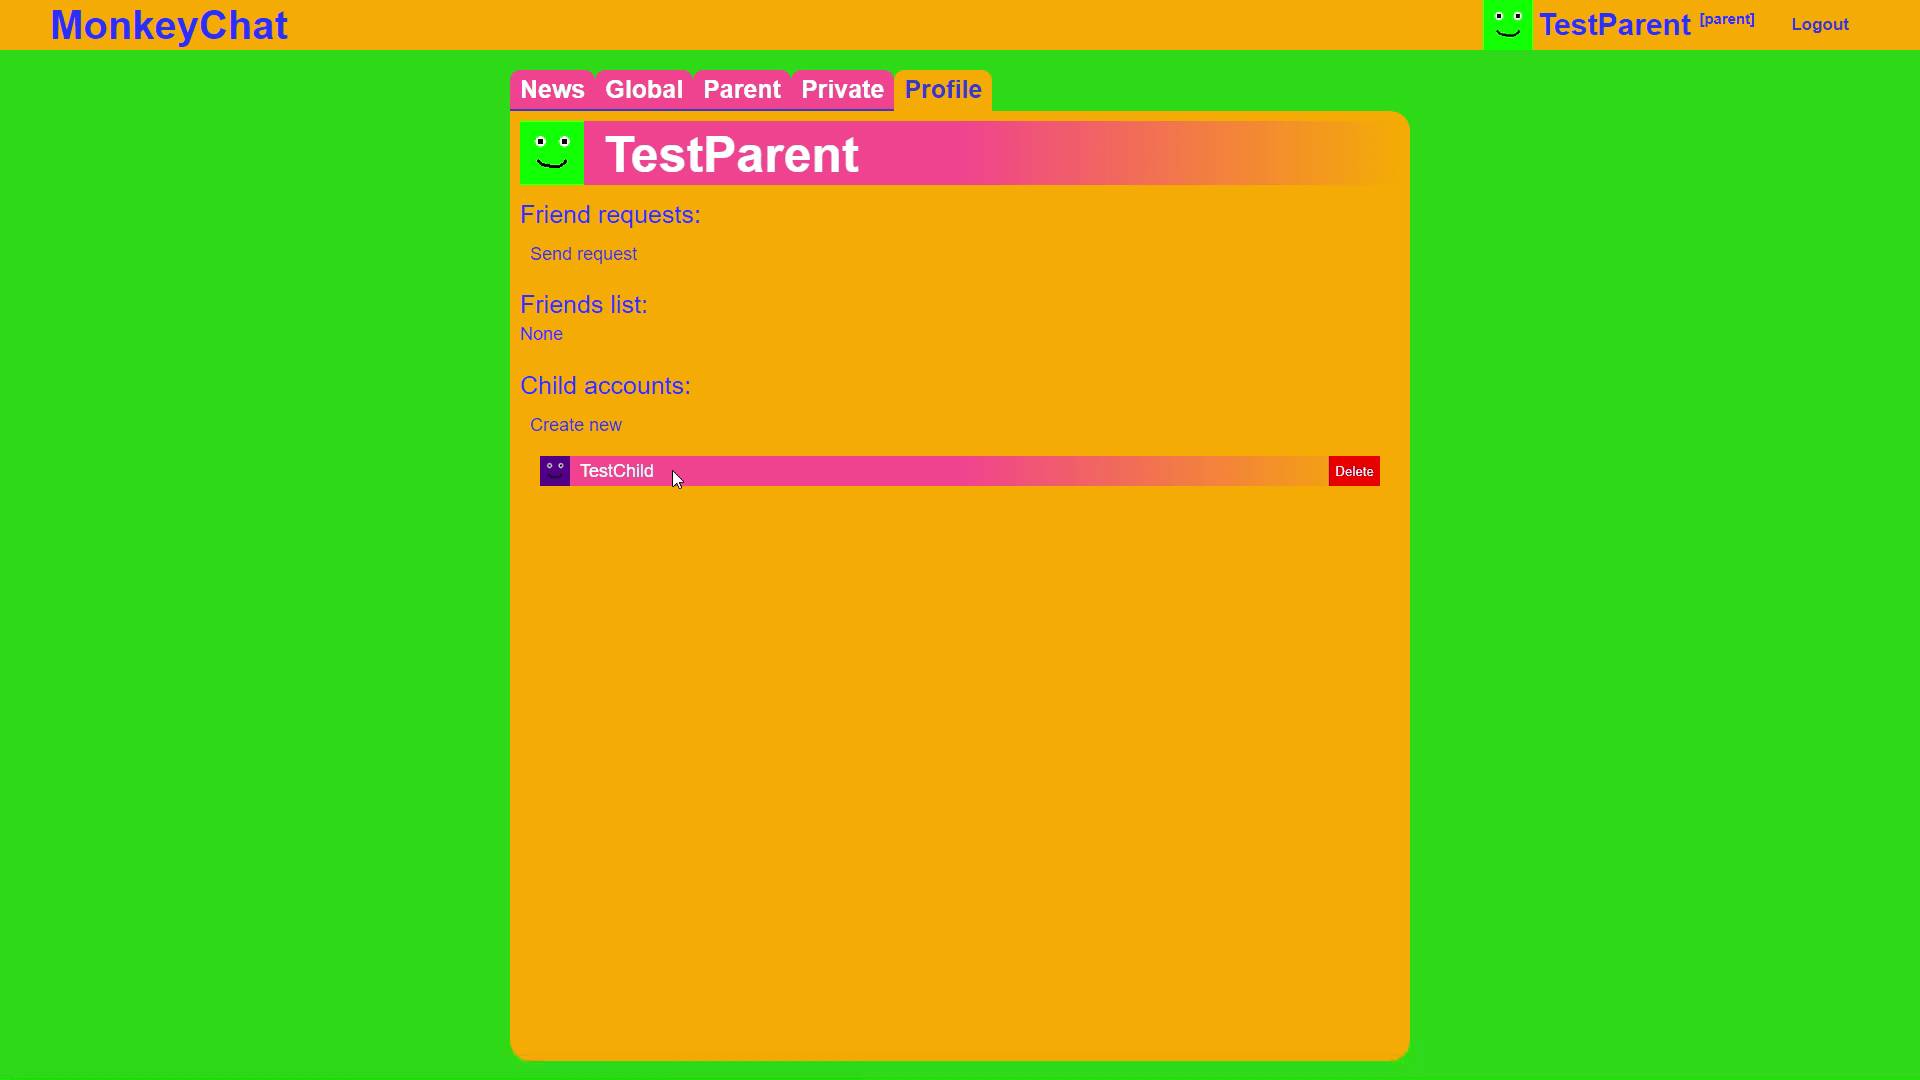 MonkeyChat
TestParent [parent] Logout
News Global Parent Private Profile
TestParent
Friend requests:
Send request
Friends list:
None
Child accounts:
Create new
TestChild Delete